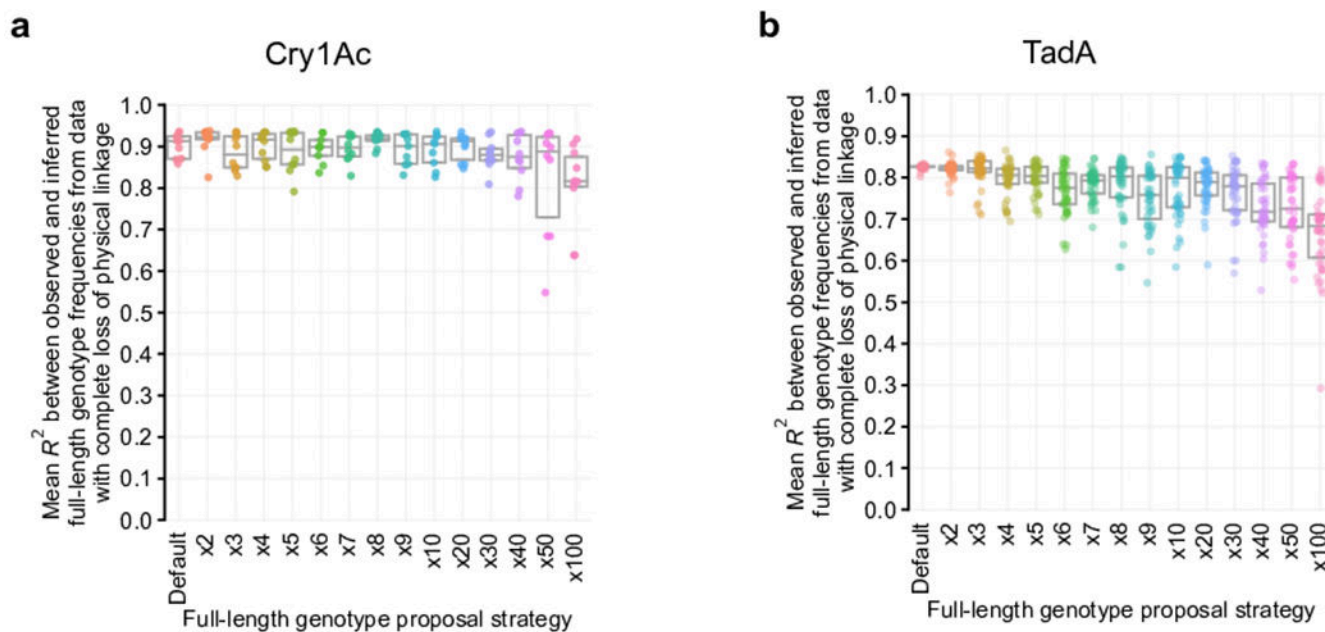 a
Cry1Ac
Mean R² between observed and inferred
full-length genotype frequencies from data
with complete loss of physical linkage
1.0
0.9
0.8
0.9
0.6
0.5
0.4
0.3
0.2
0.1
0.0
Default
x2
x3
x4
x5
x6
x7
x8
x9
x10
x20
x30
x40
x50
x100
Full-length genotype proposal strategy
b
TadA
Mean R² between observed and inferred
full-length genotype frequencies from data
with complete loss of physical linkage
1.0
0.9
0.8
0.7
0.6
0.5
0.4
0.3
0.2
0.1
0.0
Default
x2
x3
x4
x5
x6
x7
x8
x9
x10
x20
x30
x40
x50
x100
Full-length genotype proposal strategy